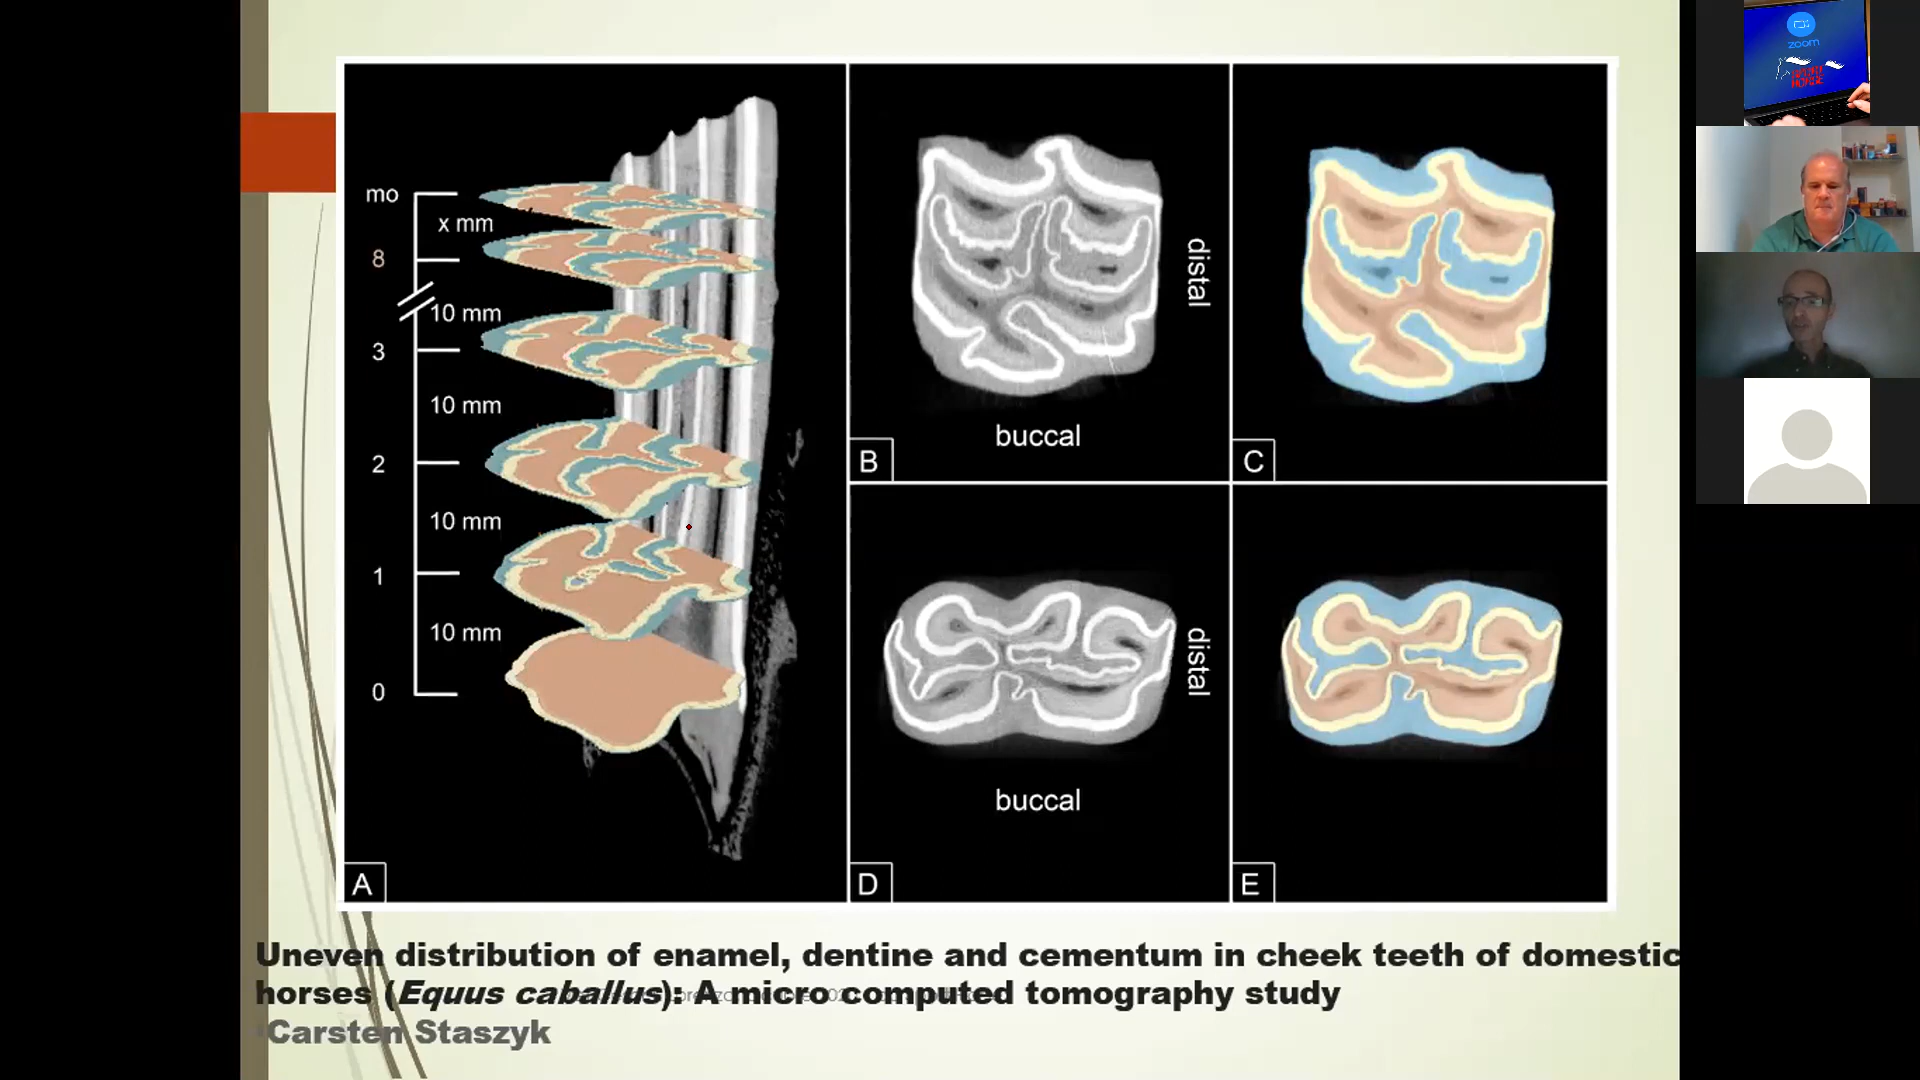 mo
x mm
8
10 mm
3
10 mm
2
10 mm
1
10 mm
0
A
distal
buccal
B
C
distal
buccal
D
E
Uneven distribution of enamel, dentine and cementum in cheek teeth of domestic
horses (Equus caballus): A micro computed tomography study
Carsten Staszyk
zoom